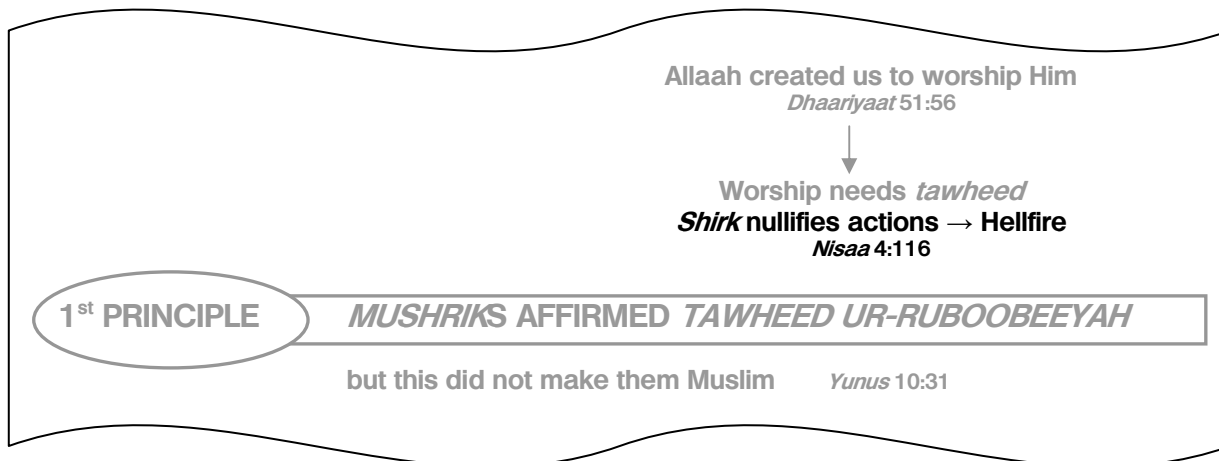 Allaah created us to worship Him
Dhaariyaat 51:56
Worship needs tawheed
Shirk nullifies actions → Hellfire
Nisaa 4:116
1st PRINCIPLE
MUSHRIKS AFFIRMED TAWHEED UR-RUBOOBEEYAH
but this did not make them Muslim Yunus 10:31